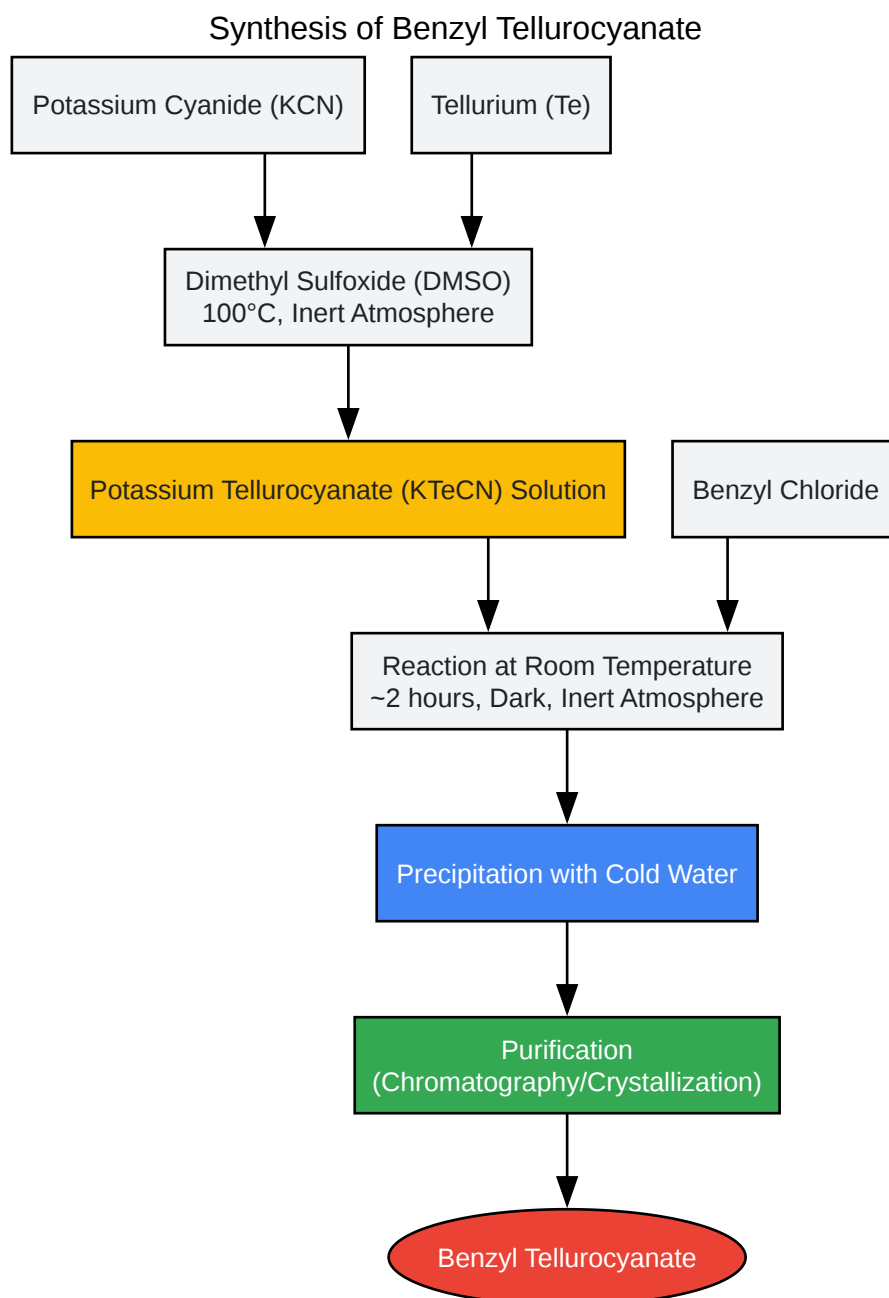 Synthesis of Benzyl Tellurocyanate
Potassium Cyanide (KCN)
Tellurium (Te)
Dimethyl Sulfoxide (DMSO)
100°C, Inert Atmosphere
Potassium Tellurocyanate (KTeCN) Solution
Benzyl Chloride
Reaction at Room Temperature
~2 hours, Dark, Inert Atmosphere
Precipitation with Cold Water
Purification
(Chromatography/Crystallization)
Benzyl Tellurocyanate